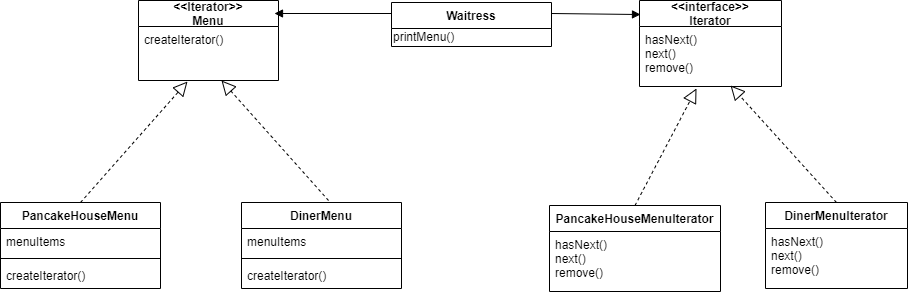 <<Iterator>>
Menu
createIterator()
Waitress
printMenu()
<<interface>>
Iterator
hasNext()
next()
remove()
PancakeHouseMenu
menuItems
createIterator()
DinerMenu
menuItems
createIterator()
PancakeHouseMenuIterator
hasNext()
next()
remove()
DinerMenuIterator
hasNext()
next()
remove()